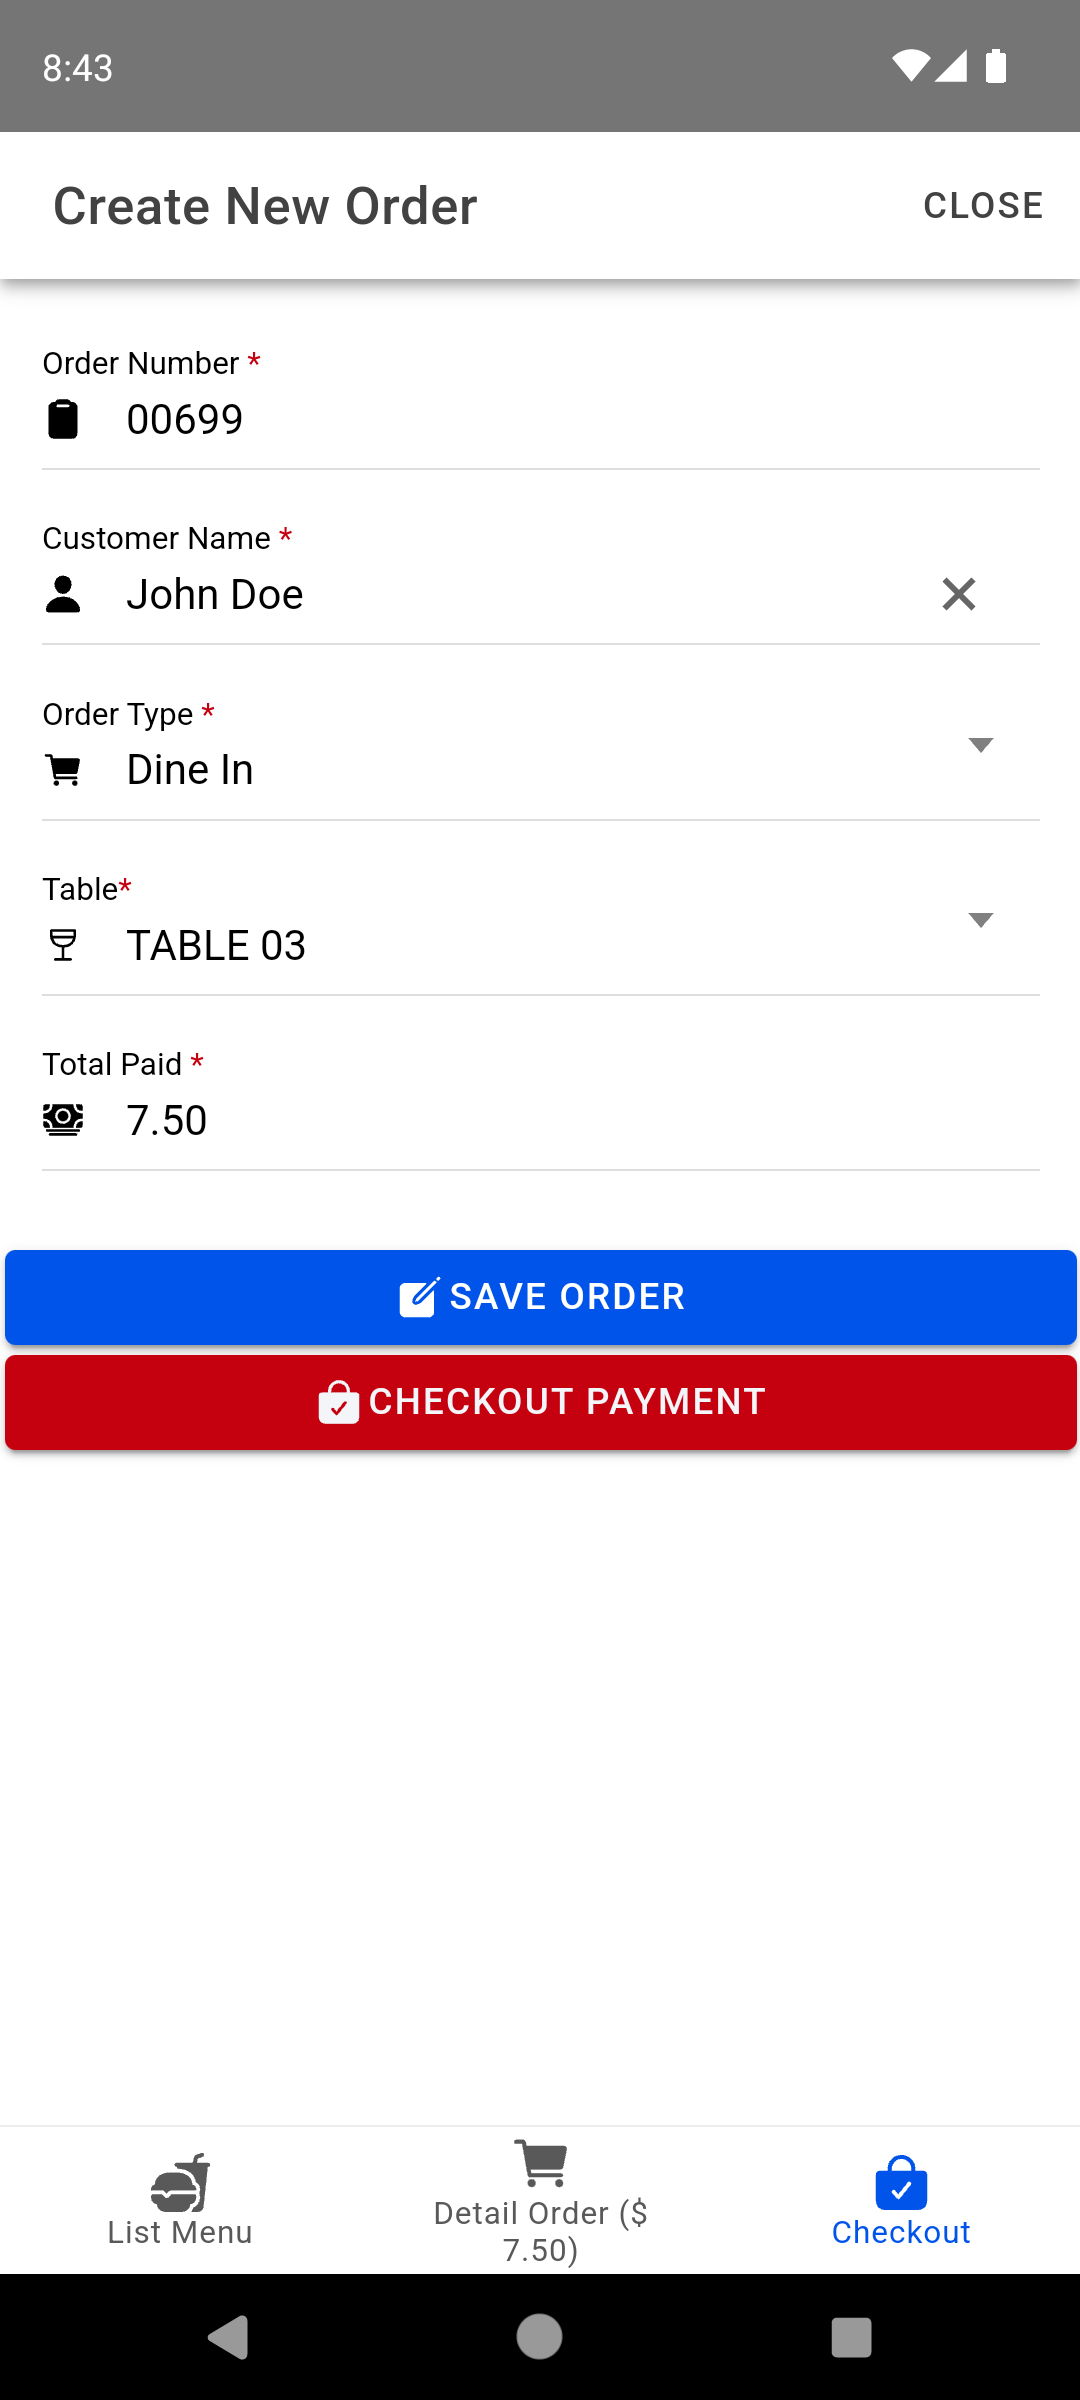 8:43
Create New Order
CLOSE
Order Number *
00699
Customer Name *
John Doe
Order Type *
Dine In
Table*
TABLE 03
Total Paid *
7.50
SAVE ORDER
CHECKOUT PAYMENT
List Menu
Detail Order ($
7.50)
Checkout